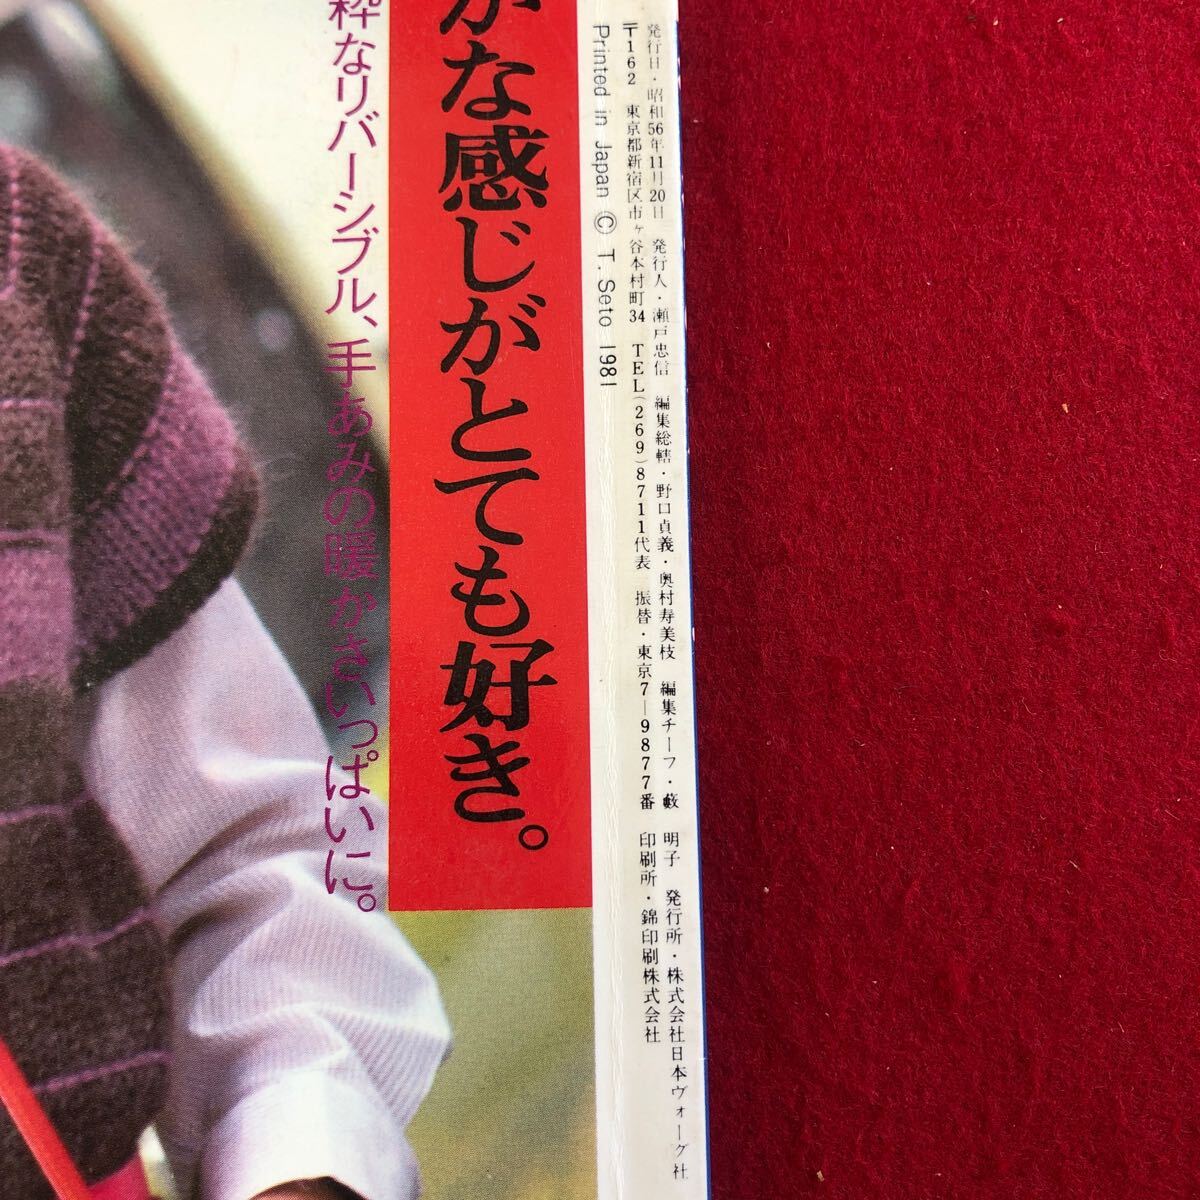 発行日・昭和56年11月20日　発行人・瀬戸忠信　編集総轄・野口貞義・奥村寿美枝　編集チーフ・藪　明子　発行所・株式会社日本ヴォーグ社
〒162　東京都新宿区市ヶ谷本村町34　TEL(269)8711代表　振替・東京7―9877番　印刷所・錦印刷株式会社
Printed in Japan © T. Seto 1981
かな感じがとても好き。
粋なリバーシブル、手あみの暖かさいっぱいに。